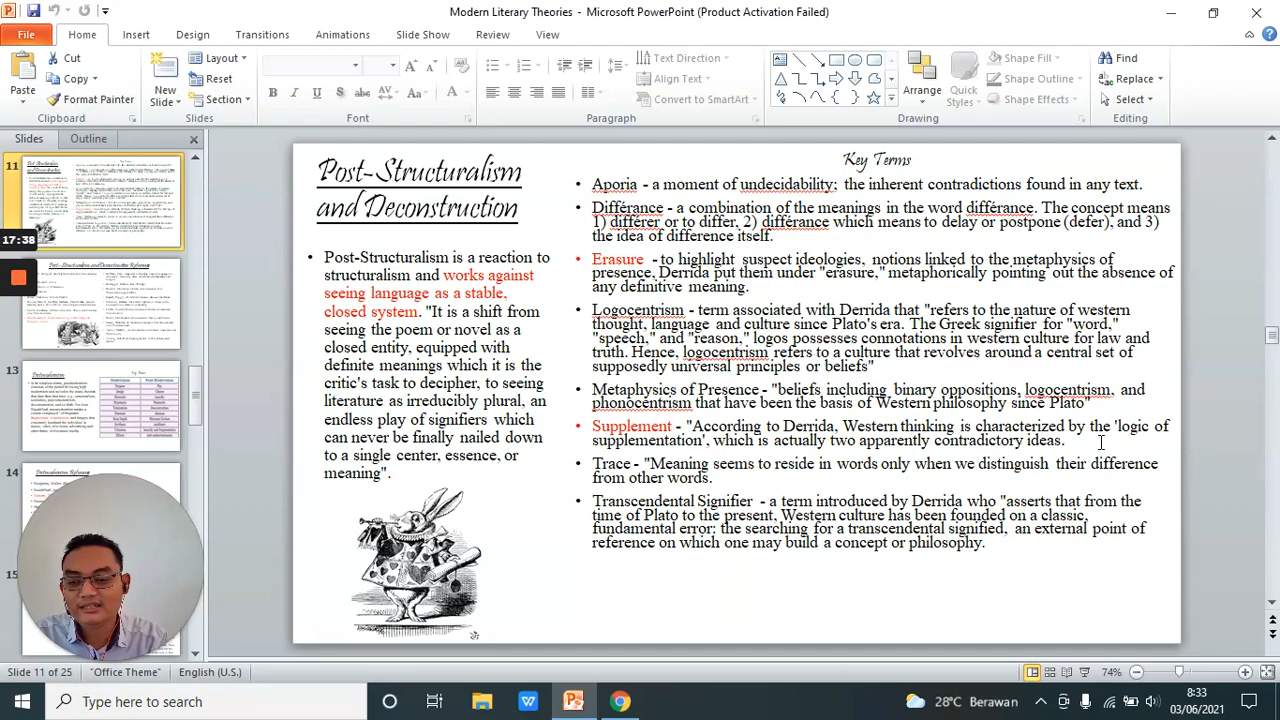 Modern Literary Theories - Microsoft PowerPoint (Product Activation Failed)
File Home Insert Design Transitions Animations Slide Show Review View
Paste
Cut
Copy
Format Painter
Clipboard
New Slide
Layout
Reset
Section
Slides
B I U S abc AV Aa A
Font
Text Direction
Align Text
Convert to SmartArt
Paragraph
Arrange
Quick Styles
Shape Fill
Shape Outline
Shape Effects
Drawing
Find
Replace
Select
Editing
Slides Outline
11
17:38
13
14
15
Post-Structuralism
and Deconstruction
• Post-Structuralism is a reaction to
structuralism and works against
seeing language as a stable,
closed system. "It is a shift from
seeing the poem or novel as a
closed entity, equipped with
definite meanings which it is the
critic's task to decipher, to seeing
literature as irreducibly plural, an
endless play of signifiers which
can never be finally nailed down
to a single center, essence, or
meaning".
Key Terms:
• Aporia - a moment of undecidability; the inherent contradictions found in any text.
• Différance - a combination of the meanings in the word différance. The concept means
1) différer or to differ, 2) différance which means to delay or postpone (defer), and 3)
the idea of difference itself.
• Erasure - to highlight suspect ideas, notions linked to the metaphysics of
presence, Derrida put them under "erasure," metaphorically pointing out the absence of
any definitive meaning.
• Logocentrism - term associated with Derrida that "refers to the nature of western
thought, language and culture since Plato's era. The Greek signifier for "word,"
"speech," and "reason," logos possesses connotations in western culture for law and
truth. Hence, logocentrism refers to a culture that revolves around a central set of
supposedly universal principles or beliefs"
• Metaphysics of Presence - "beliefs including binary oppositions, logocentrism, and
phonocentrism that have been the basis of Western philosophy since Plato"
• Supplement - "According to Derrida, Western thinking is characterized by the 'logic of
supplementation', which is actually two apparently contradictory ideas.
• Trace - "Meaning seems to reside in words only when we distinguish their difference
from other words.
• Transcendental Signifier - a term introduced by Derrida who "asserts that from the
time of Plato to the present, Western culture has been founded on a classic,
fundamental error: the searching for a transcendental signified, an external point of
reference on which one may build a concept or philosophy.
Slide 11 of 25 "Office Theme" English (U.S.) 74%
Type here to search
28°C Berawan
8:33
03/06/2021